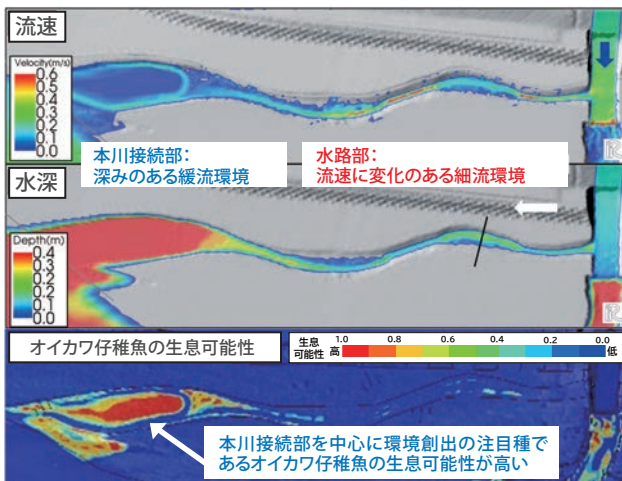 流速
Velocity(m/s)
0.6
0.5
0.4
0.3
0.2
0.1
0.0
本川接続部：
深みのある緩流環境
水路部：
流速に変化のある細流環境
水深
Depth(m)
0.4
0.3
0.2
0.1
0.0
オイカワ仔稚魚の生息可能性
生息
可能性
高
1.0
0.8
0.6
0.4
0.2
0.0
低
本川接続部を中心に環境創出の注目種で
あるオイカワ仔稚魚の生息可能性が高い